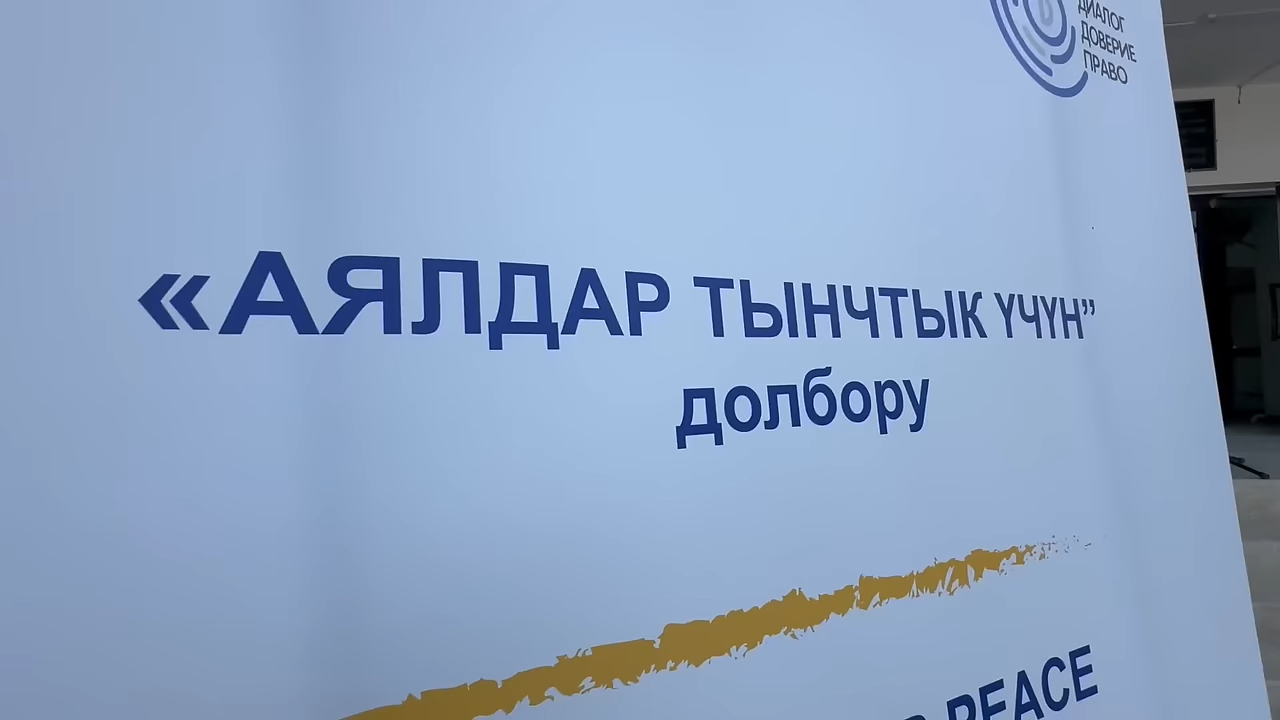 ДИАЛОГ
ДОВЕРИЕ
ПРАВО
«АЯЛДАР ТЫНЧТЫК ҮЧҮН”
долбору
PEACE